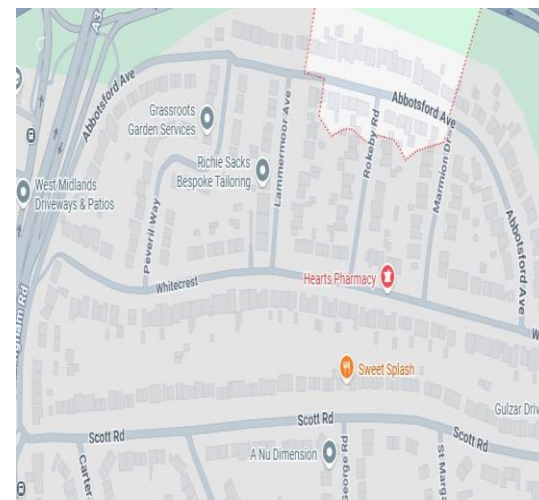 A34
Abbotsford Ave
Abbotsford Ave
Grassroots
Garden Services
Lammermoor Ave
Rokeby Rd
Marmion Dr
Richie Sacks
Bespoke Tailoring
West Midlands
Driveways & Patios
Peveril Way
Abbotsford Ave
Whitecrest
Hearts Pharmacy
W
Sweet Splash
Gulzar Driv
Scott Rd
Scott Rd
Scott Rd
A Nu Dimension
Carter
George Rd
St Marg